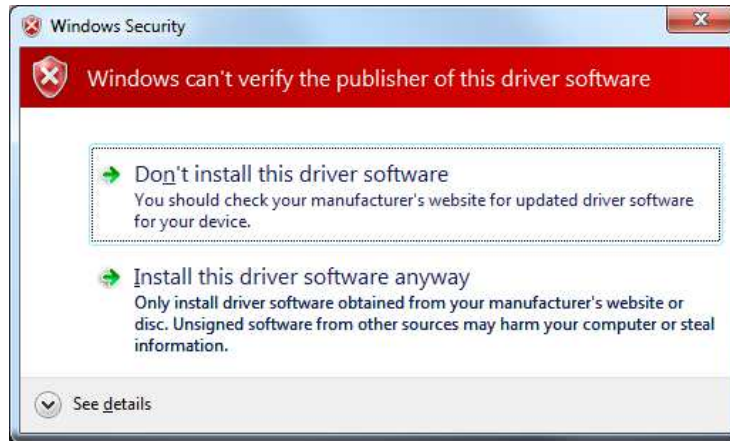 Windows Security
Windows can't verify the publisher of this driver software
Don't install this driver software
You should check your manufacturer's website for updated driver software
for your device.
Install this driver software anyway
Only install driver software obtained from your manufacturer's website or
disc. Unsigned software from other sources may harm your computer or steal
information.
See details